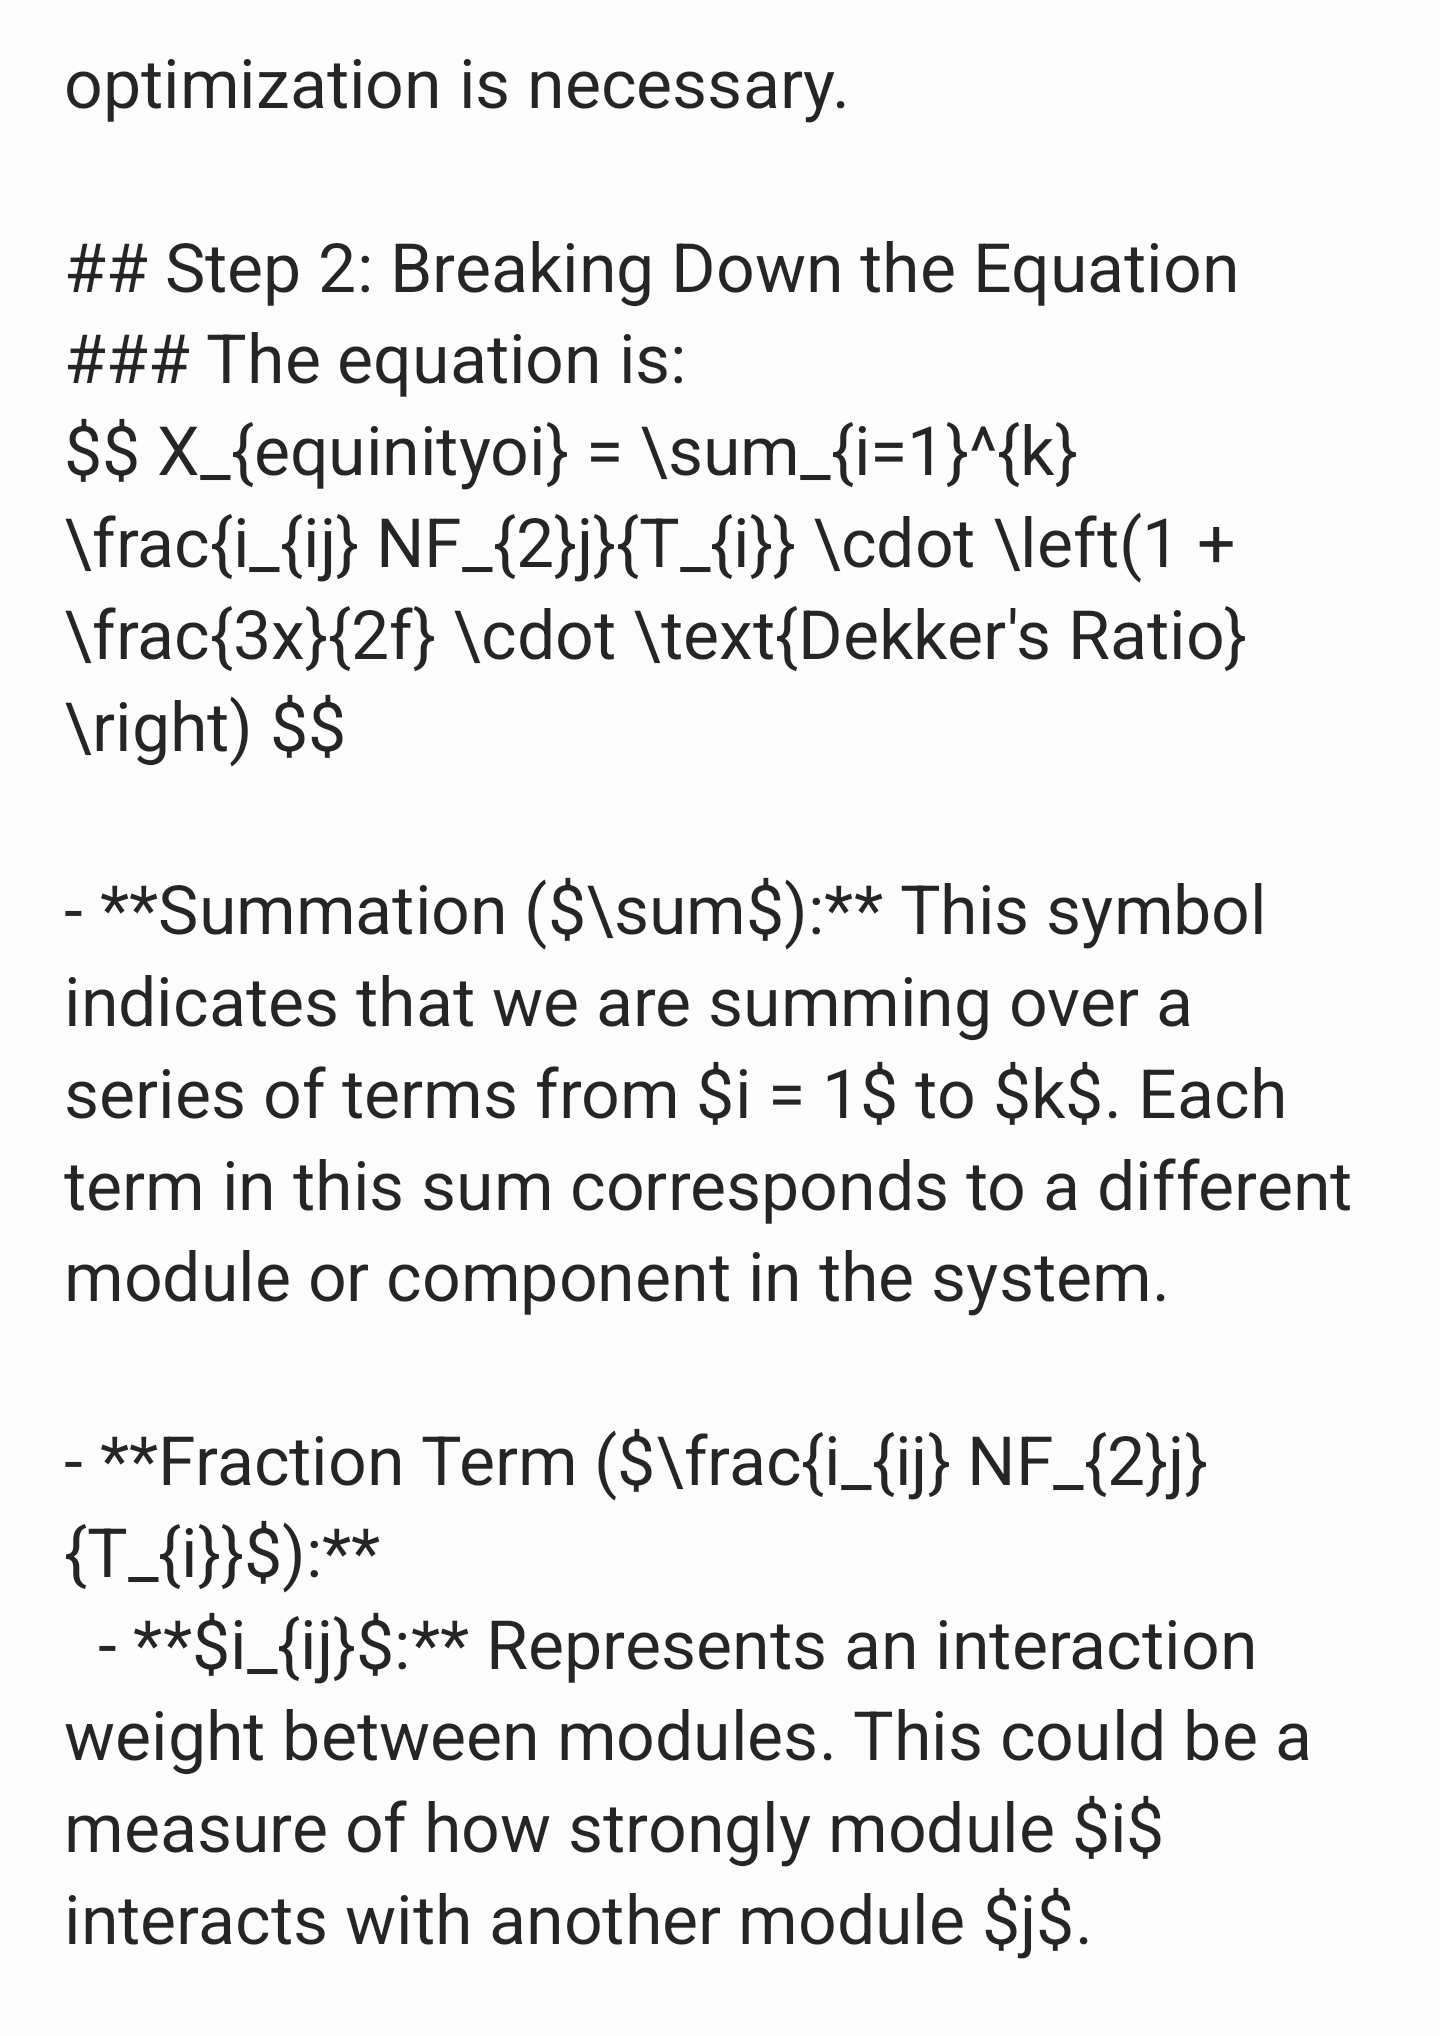 optimization is necessary.
## Step 2: Breaking Down the Equation
### The equation is:
$$ X_{equinityoi} = \sum_{i=1}^{k}
\frac{i_{ij} NF_{2}j}{T_{i}} \cdot \left(1 +
\frac{3x}{2f} \cdot \text{Dekker's Ratio}
\right) $$
- **Summation ($\sum$):** This symbol
indicates that we are summing over a
series of terms from $i = 1$ to $k$. Each
term in this sum corresponds to a different
module or component in the system.
- **Fraction Term ($\frac{i_{ij} NF_{2}j}
{T_{i}}$):**
- **$i_{ij}$:** Represents an interaction
weight between modules. This could be a
measure of how strongly module $i$
interacts with another module $j$.